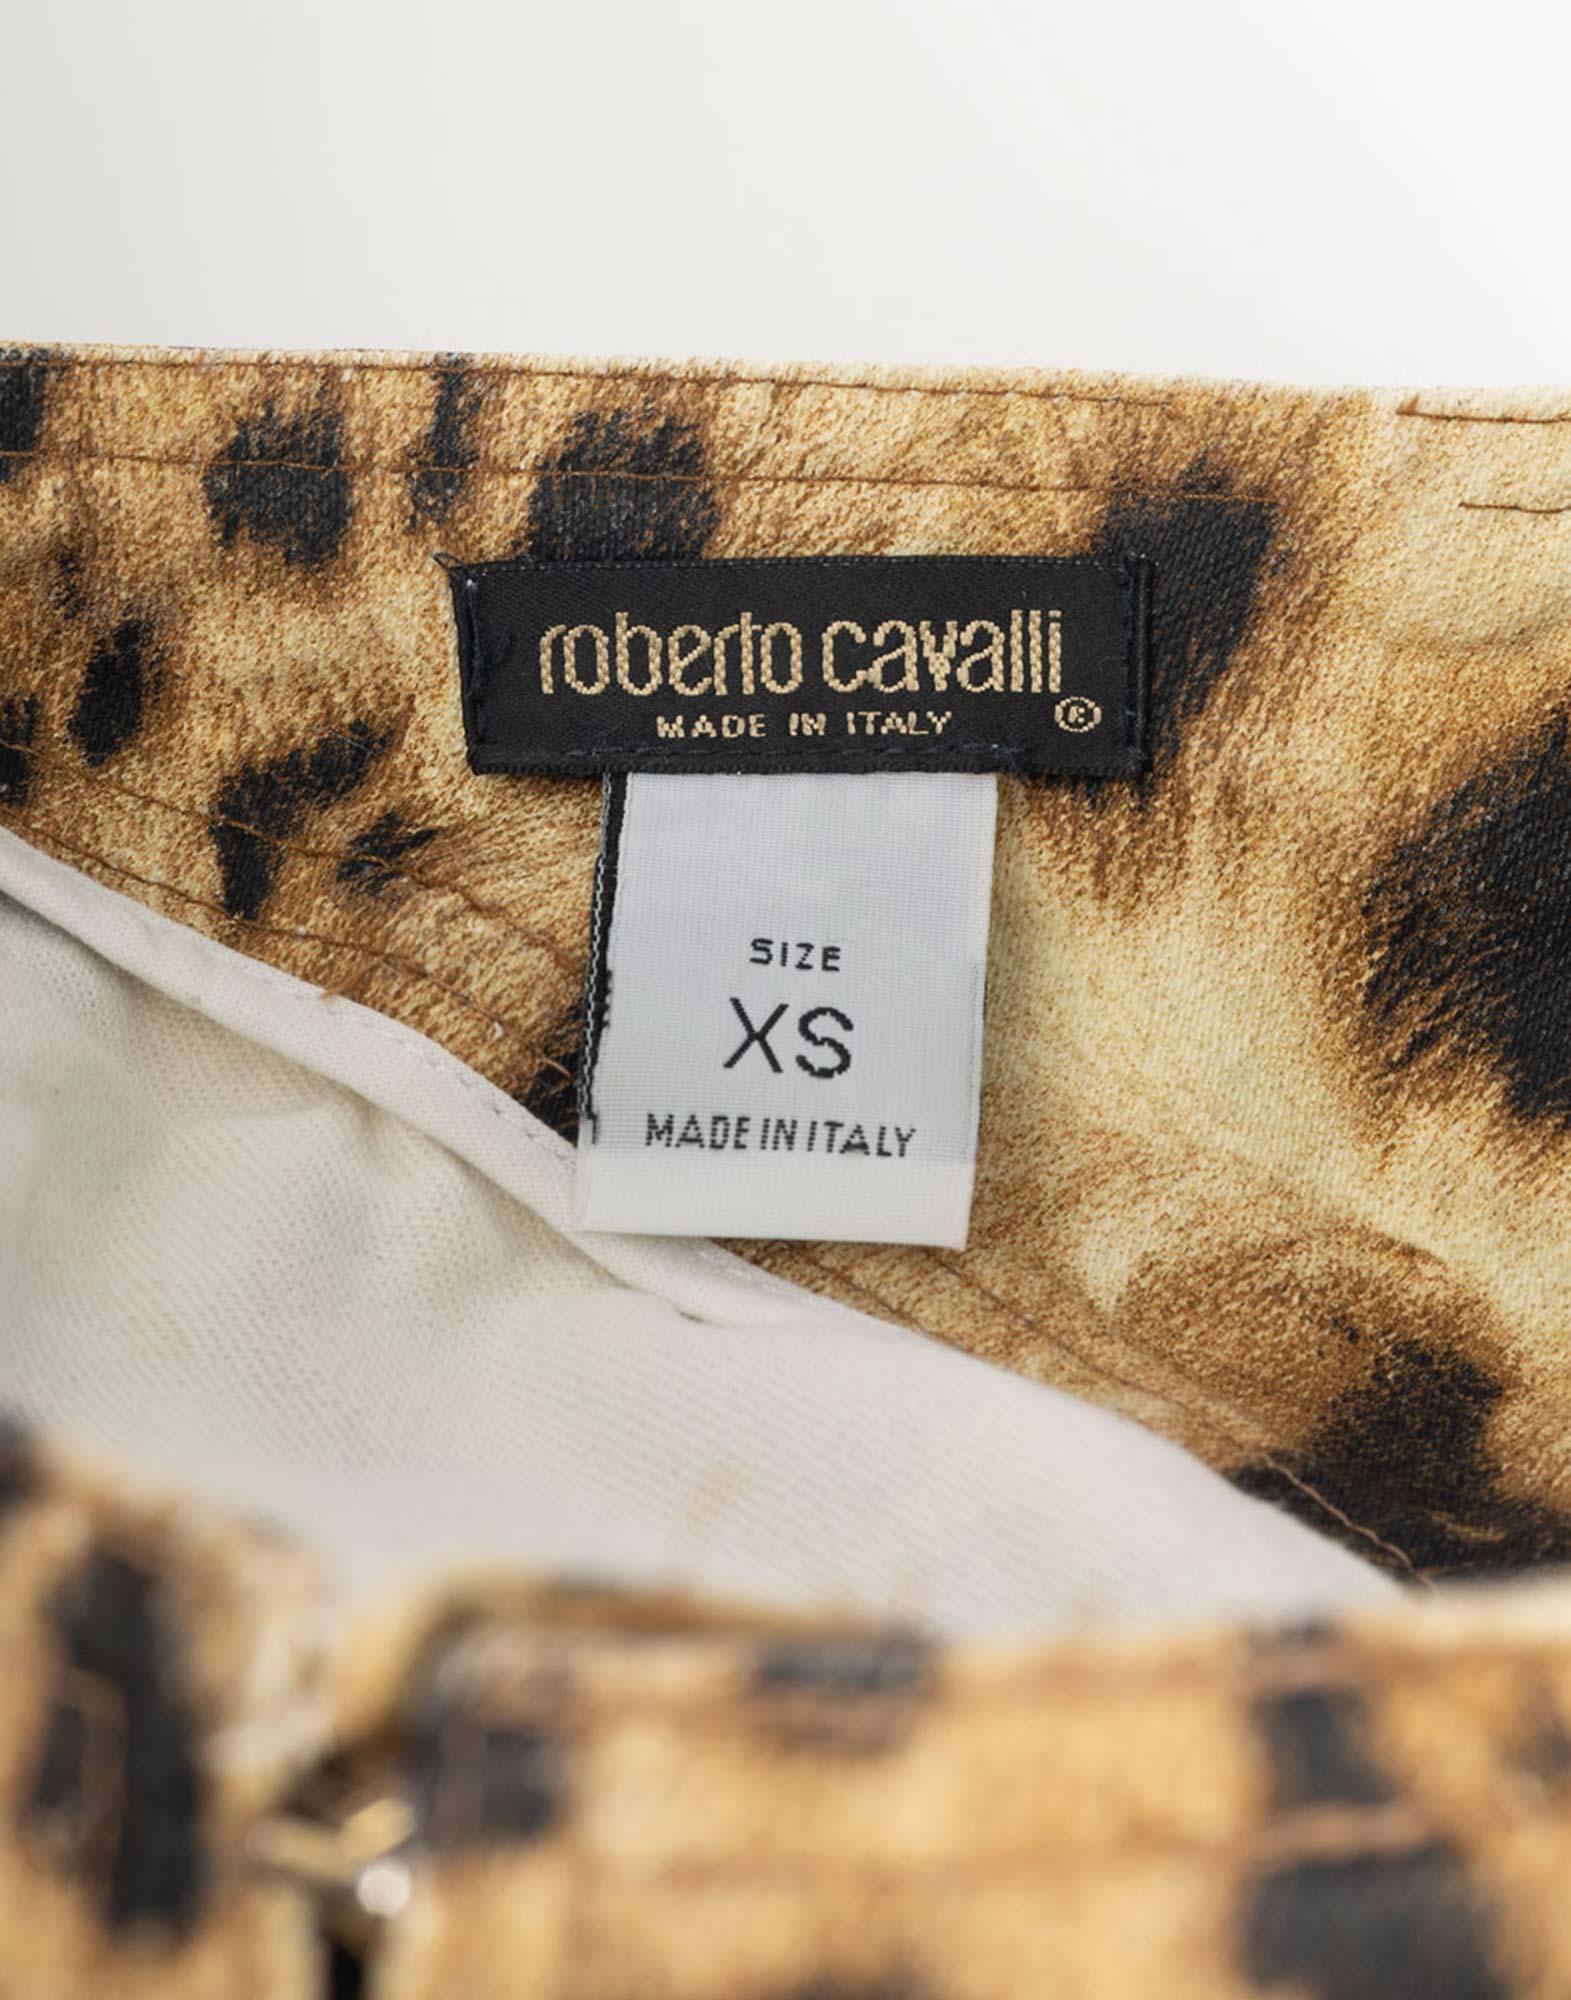 roberto cavalli
MADE IN ITALY ®
SIZE
XS
MADE IN ITALY